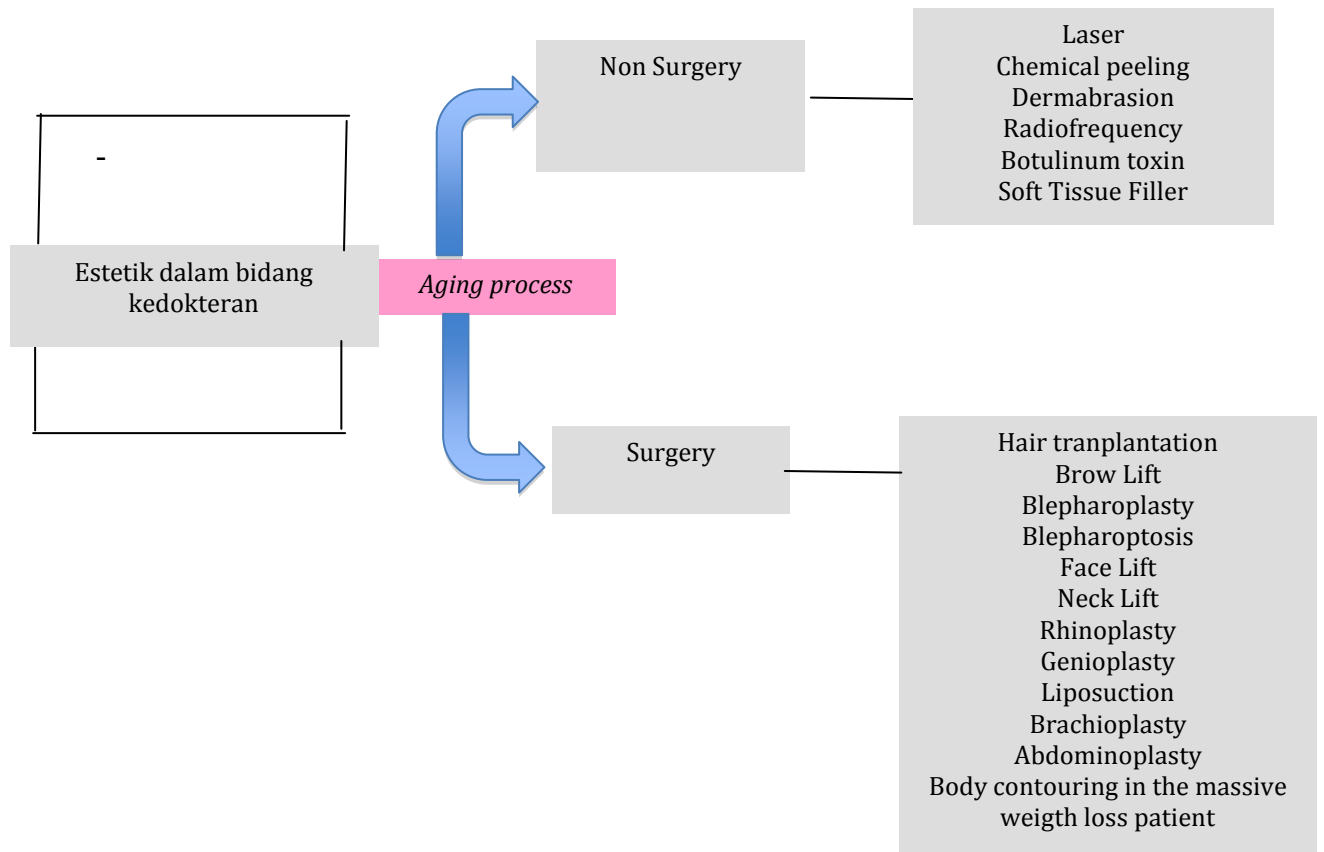 -
Estetik dalam bidang
kedokteran
Aging process
Non Surgery
Laser
Chemical peeling
Dermabrasion
Radiofrequency
Botulinum toxin
Soft Tissue Filler
Surgery
Hair tranplantation
Brow Lift
Blepharoplasty
Blepharoptosis
Face Lift
Neck Lift
Rhinoplasty
Genioplasty
Liposuction
Brachioplasty
Abdominoplasty
Body contouring in the massive
weigth loss patient